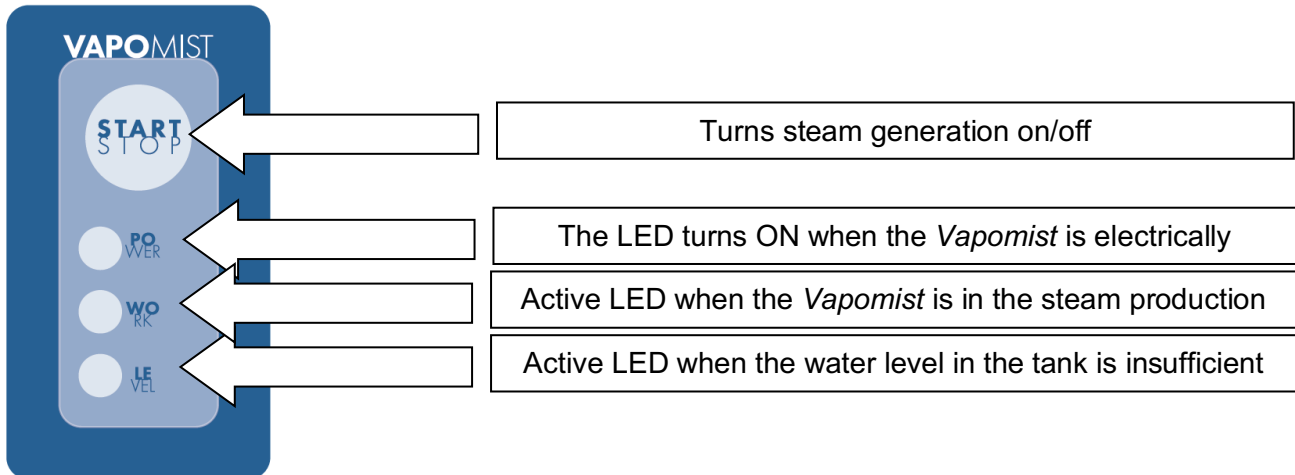 VAPOMIST
START
STOP
Turns steam generation on/off
PO
WER
The LED turns ON when the Vapomist is electrically
WO
RK
Active LED when the Vapomist is in the steam production
LE
VEL
Active LED when the water level in the tank is insufficient